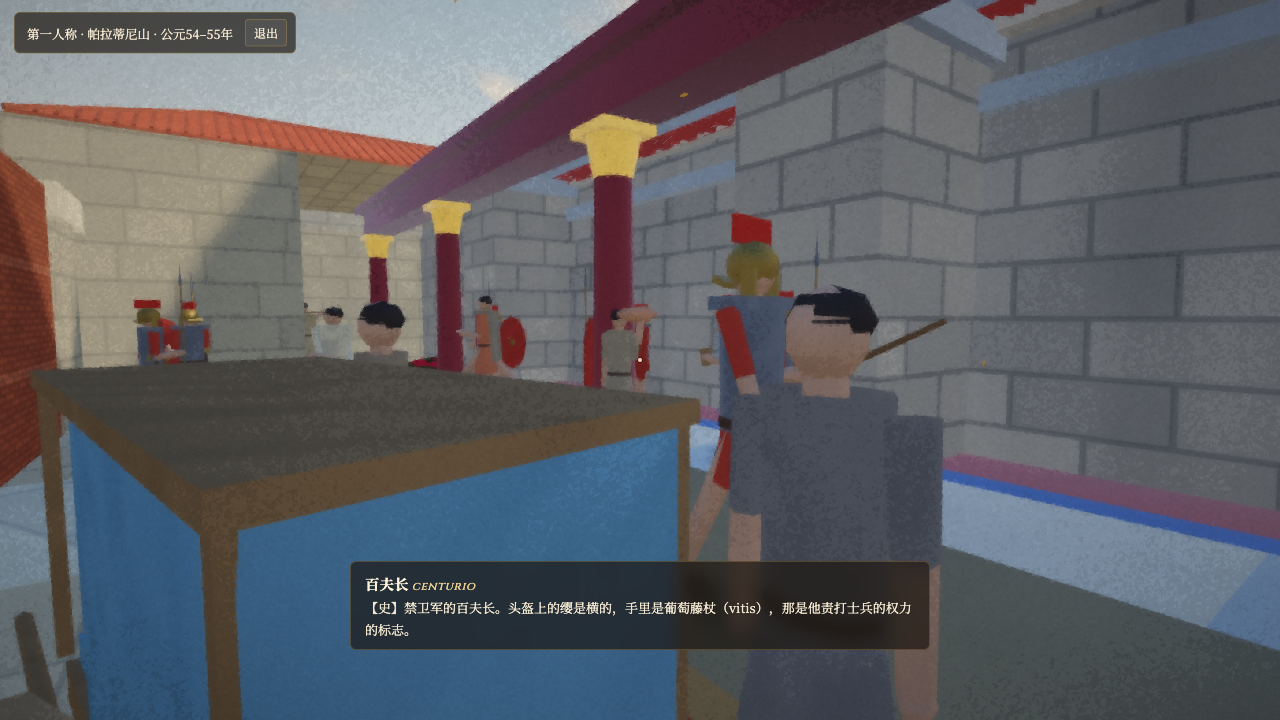 第一人称 · 帕拉蒂尼山 · 公元54–55年
退出
百夫长 CENTURIO
【史】禁卫军的百夫长。头盔上的缨是横的，手里是葡萄藤杖（vitis），那是他责打士兵的权力
的标志。